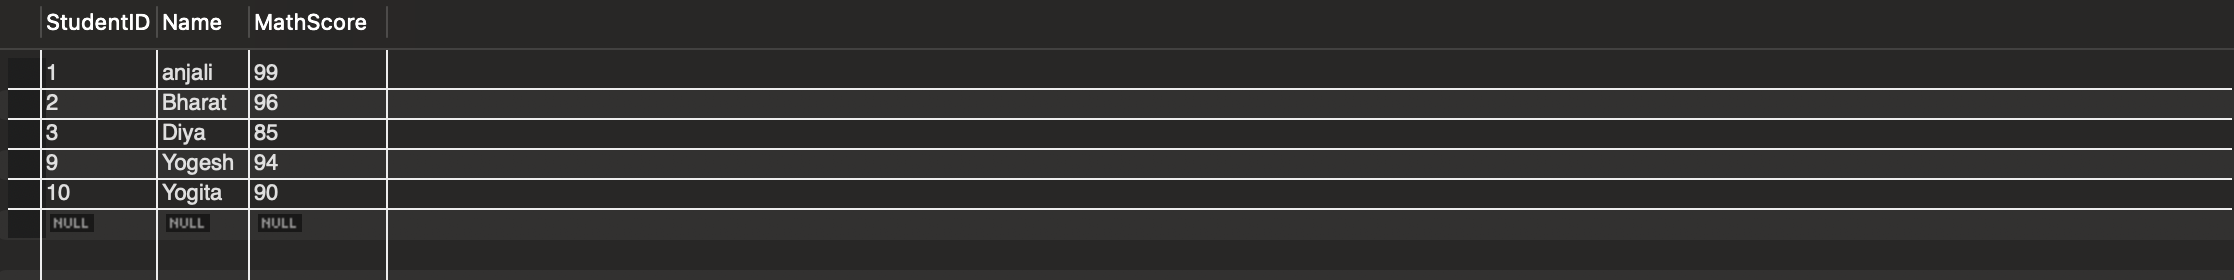 StudentID Name MathScore
1 anjali 99
2 Bharat 96
3 Diya 85
9 Yogesh 94
10 Yogita 90
NULL NULL NULL